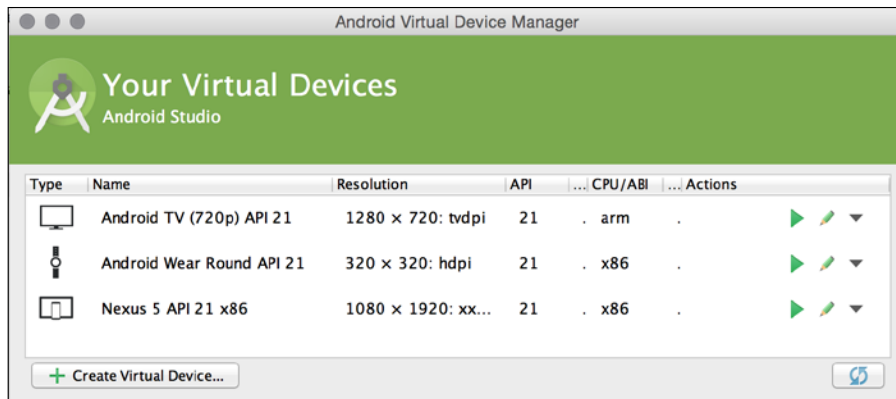 Android Virtual Device Manager
Your Virtual Devices
Android Studio
Type Name Resolution API ... CPU/ABI ... Actions
Android TV (720p) API 21 1280 × 720: tvdpi 21 . arm .
Android Wear Round API 21 320 × 320: hdpi 21 . x86 .
Nexus 5 API 21 x86 1080 × 1920: xx... 21 . x86 .
Create Virtual Device...